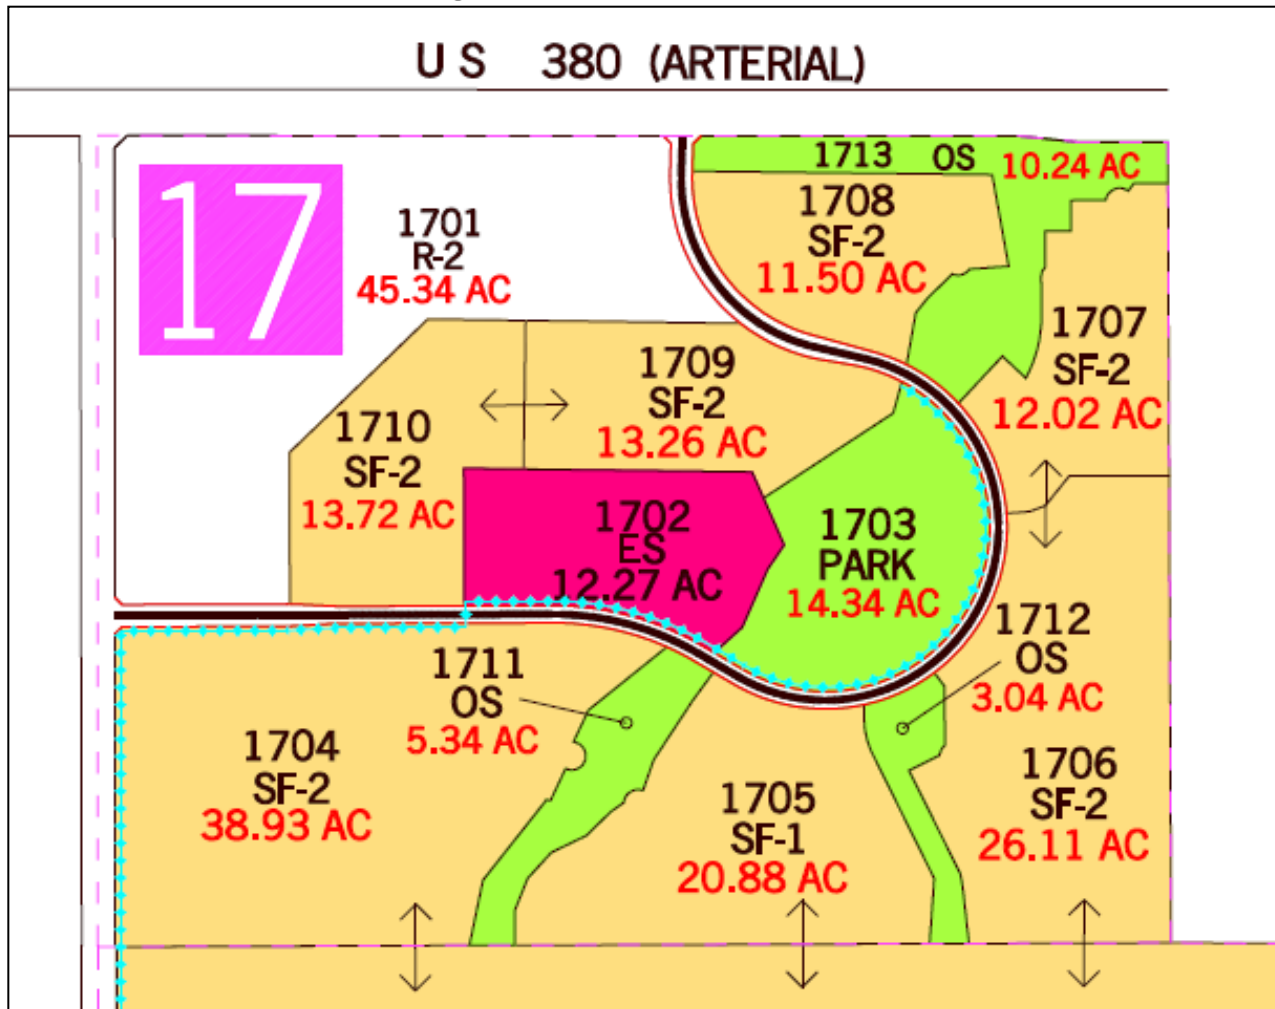 U S 380 (ARTERIAL)
17
1713 OS 10.24 AC
1708
SF-2
11.50 AC
1701
R-2
45.34 AC
1707
SF-2
12.02 AC
1709
SF-2
13.26 AC
1710
SF-2
13.72 AC
1702
ES
12.27 AC
1703
PARK
14.34 AC
1712
OS
3.04 AC
1711
OS
5.34 AC
1704
SF-2
38.93 AC
1705
SF-1
20.88 AC
1706
SF-2
26.11 AC